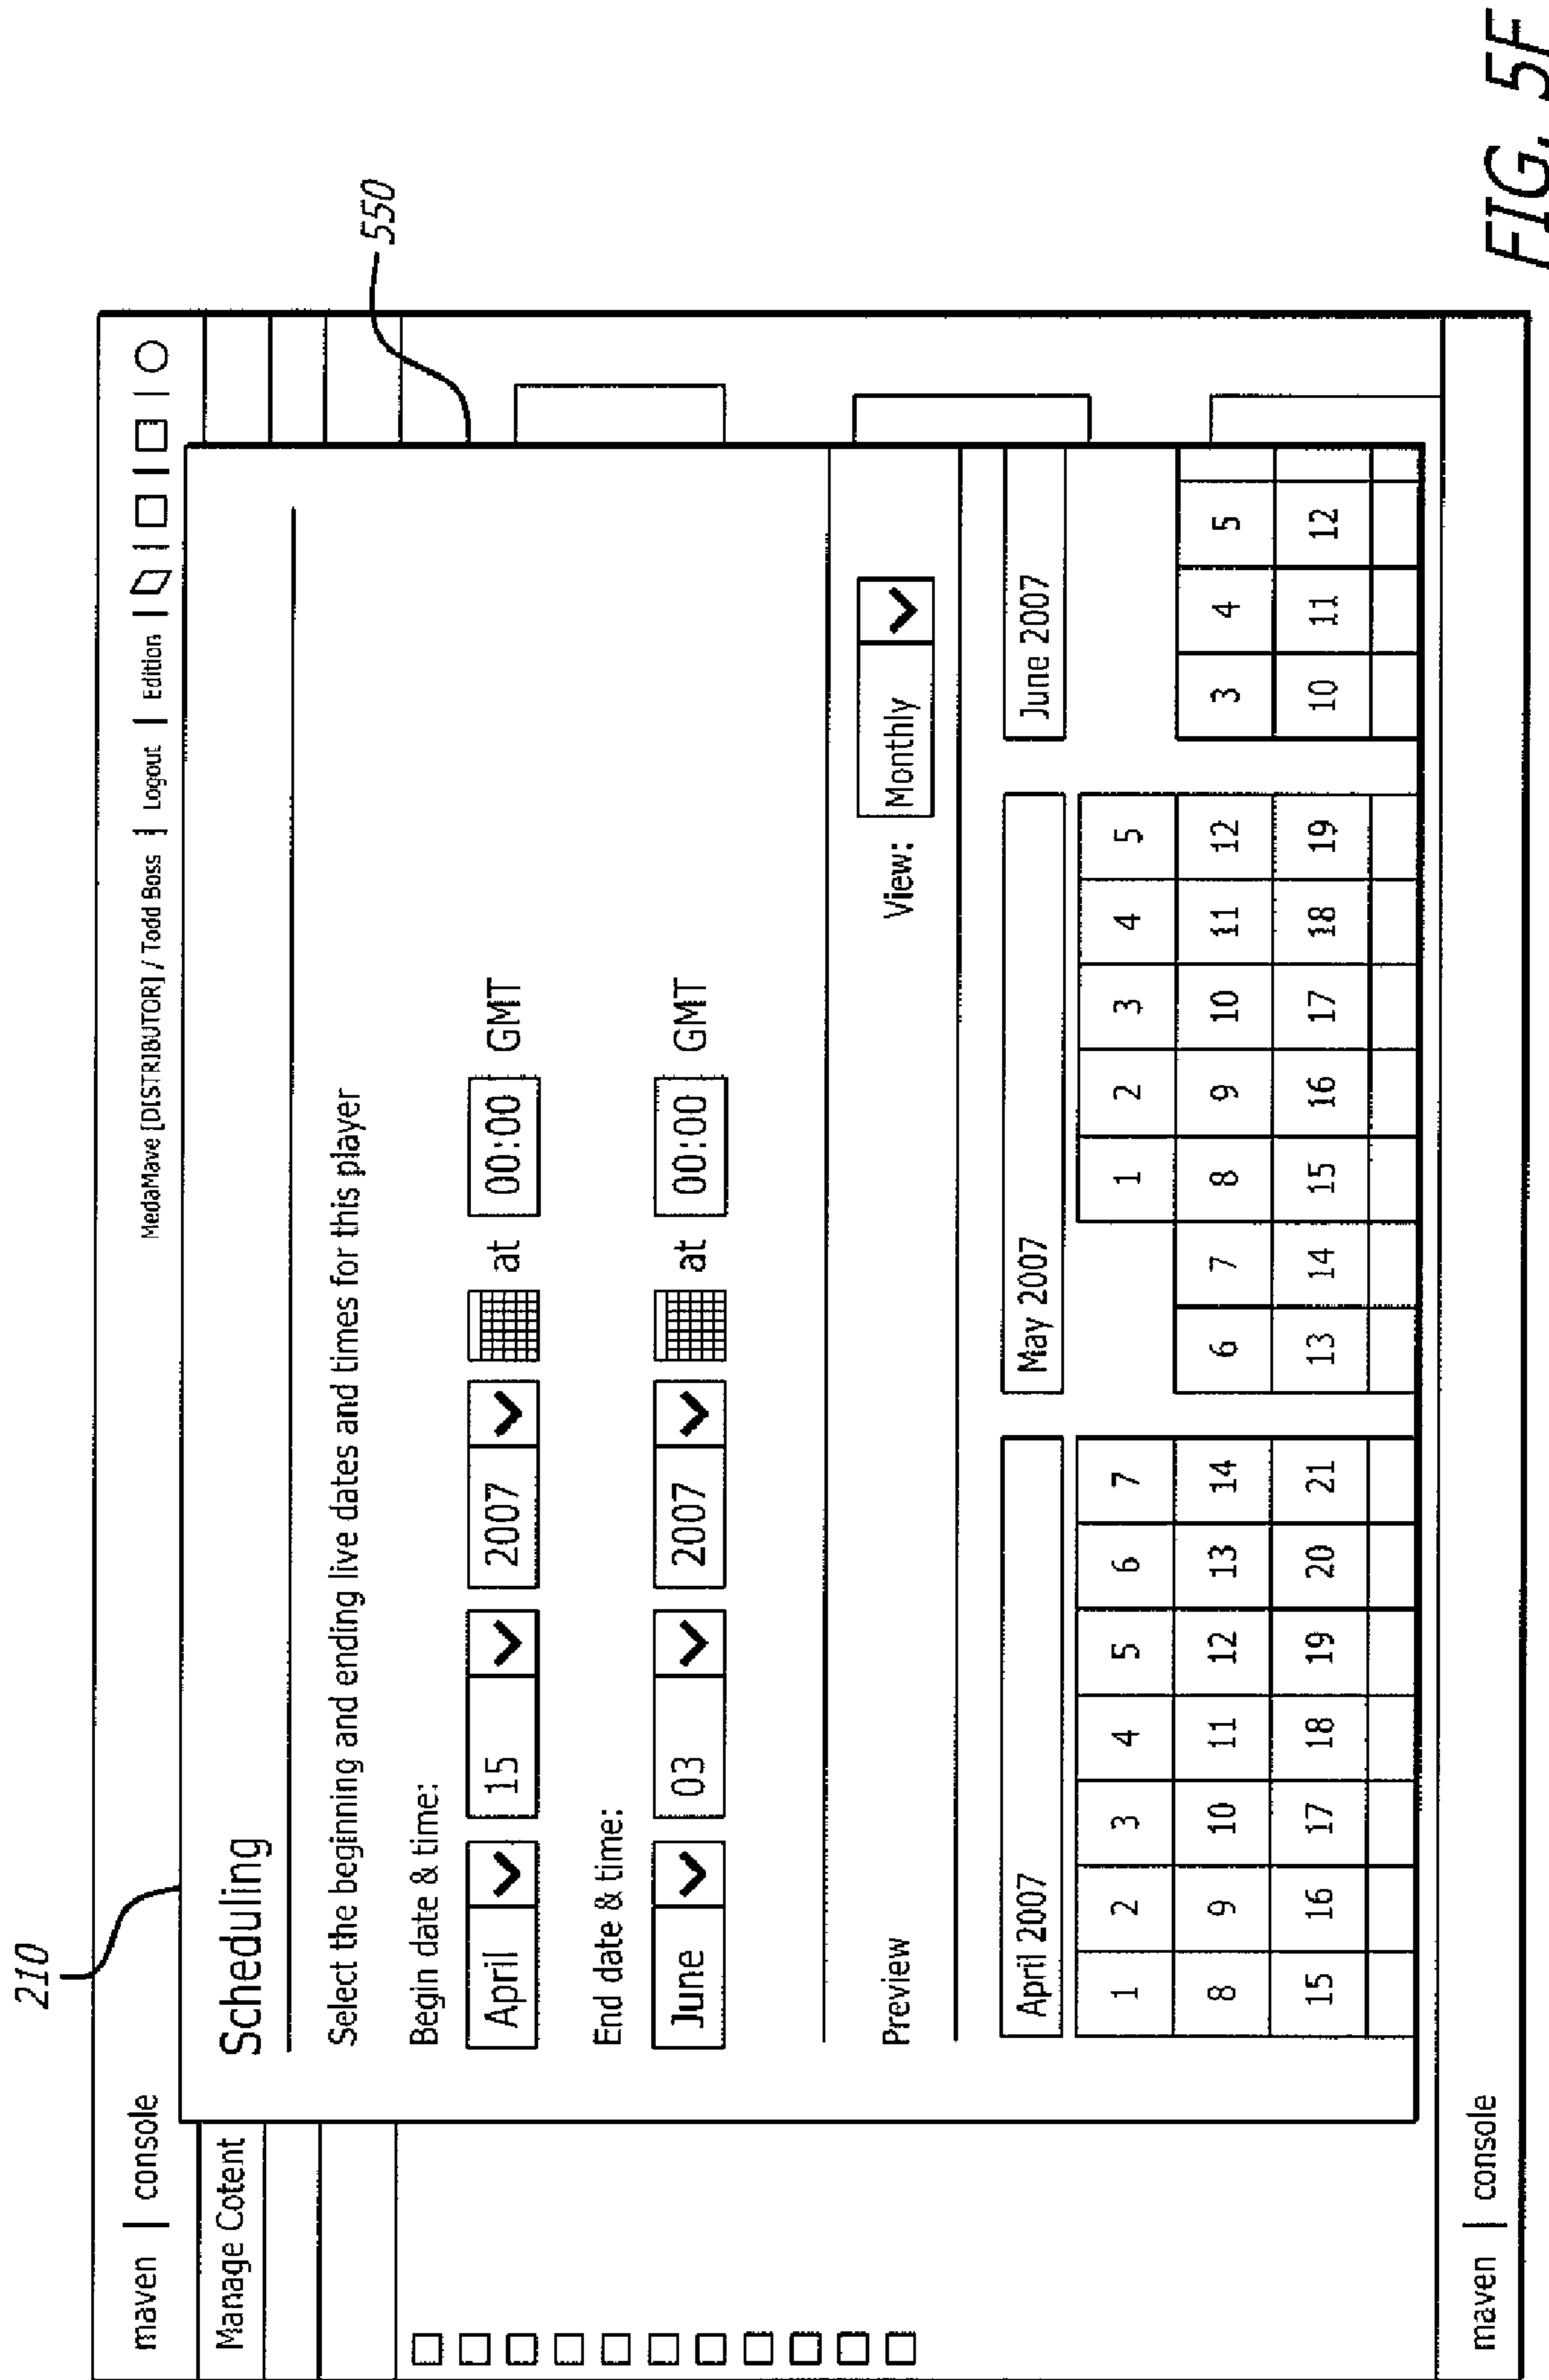 210
maven | console
MedaMave [DISTRIBUTOR] / Todd Boss | Logout | Edition
Manage Cotent
Scheduling
550
Select the beginning and ending live dates and times for this player
Begin date & time:
April 15 2007 at 00:00 GMT
End date & time:
June 03 2007 at 00:00 GMT
Preview
View: Monthly
April 2007
1 2 3 4 5 6 7
8 9 10 11 12 13 14
15 16 17 18 19 20 21
May 2007
1 2 3 4 5
6 7 8 9 10 11 12
13 14 15 16 17 18 19
June 2007
3 4 5
10 11 12
maven | console
FIG. 5F